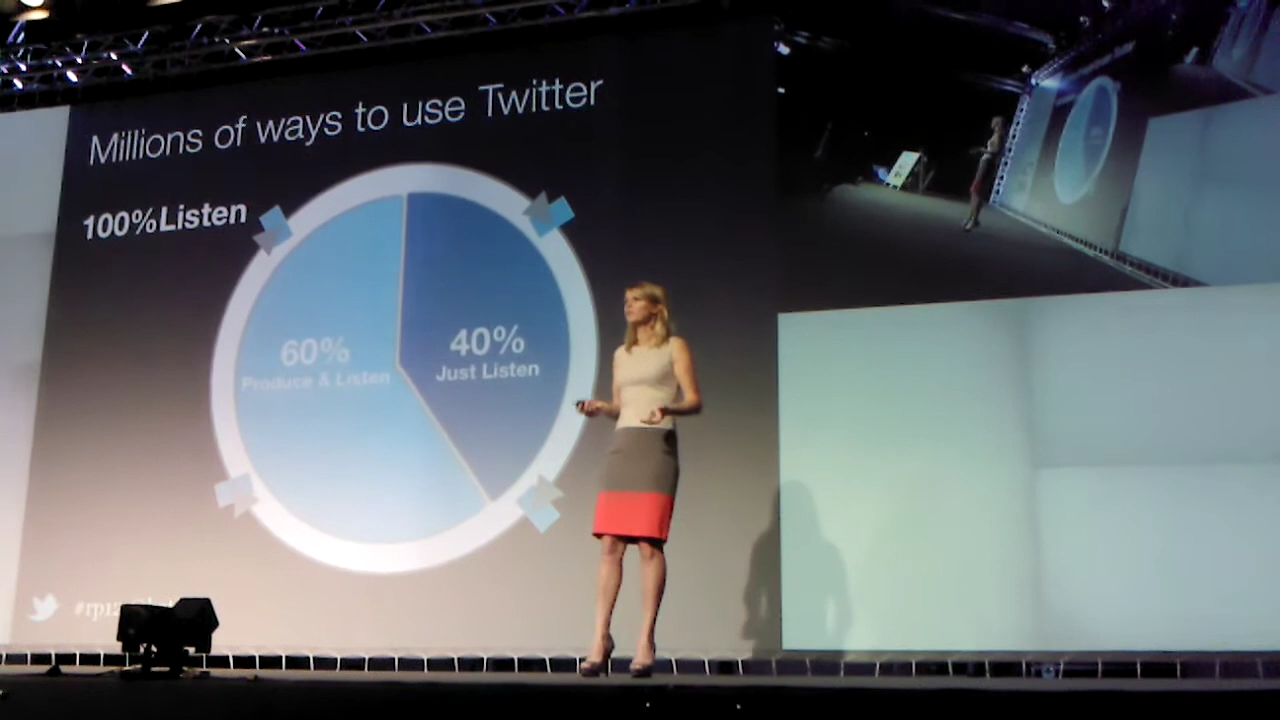 Millions of ways to use Twitter
100%Listen
60%
Produce & Listen
40%
Just Listen